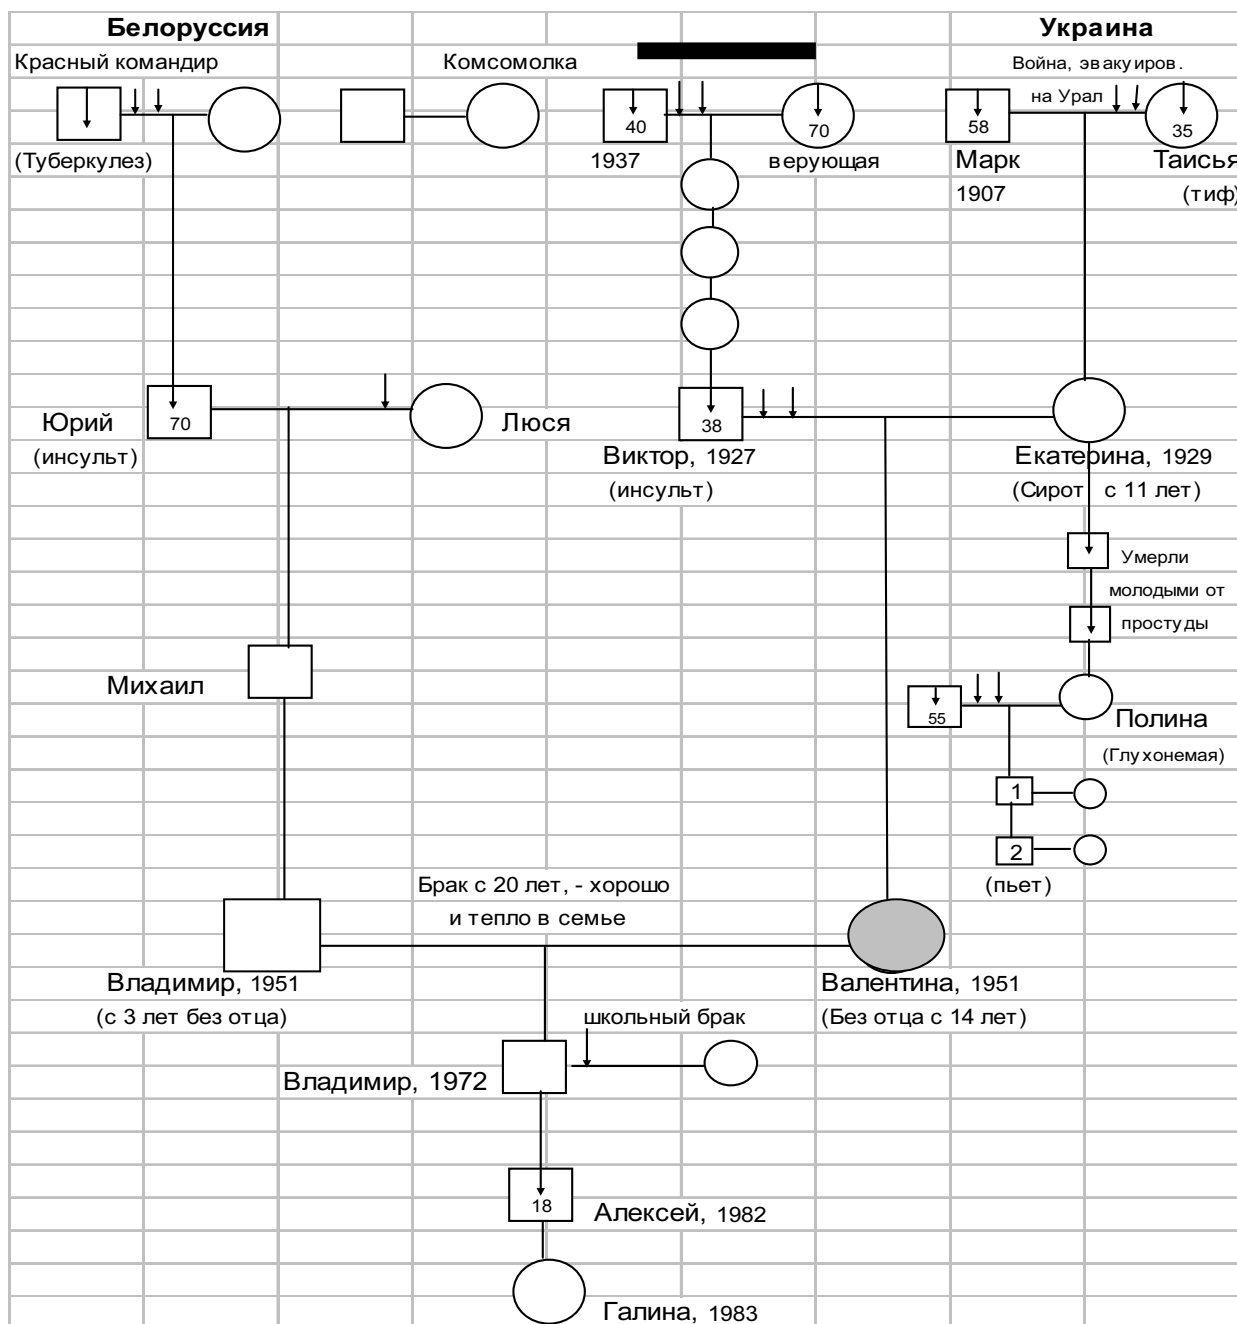 Белоруссия
Украина
Красный командир
Комсомолка
Война, эвакуиров.
на Урал
40
70
58
35
(Туберкулез)
1937
верующая
Марк
Таисья
1907
(тиф)
Юрий
70
Люся
38
(инсульт)
Виктор, 1927
Екатерина, 1929
(инсульт)
(Сирот с 11 лет)
Умерли
молодыми от
простуды
Михаил
55
Полина
(Глухонемая)
1
2
(пьет)
Брак с 20 лет, - хорошо
и тепло в семье
Владимир, 1951
Валентина, 1951
(с 3 лет без отца)
(Без отца с 14 лет)
школьный брак
Владимир, 1972
18
Алексей, 1982
Галина, 1983